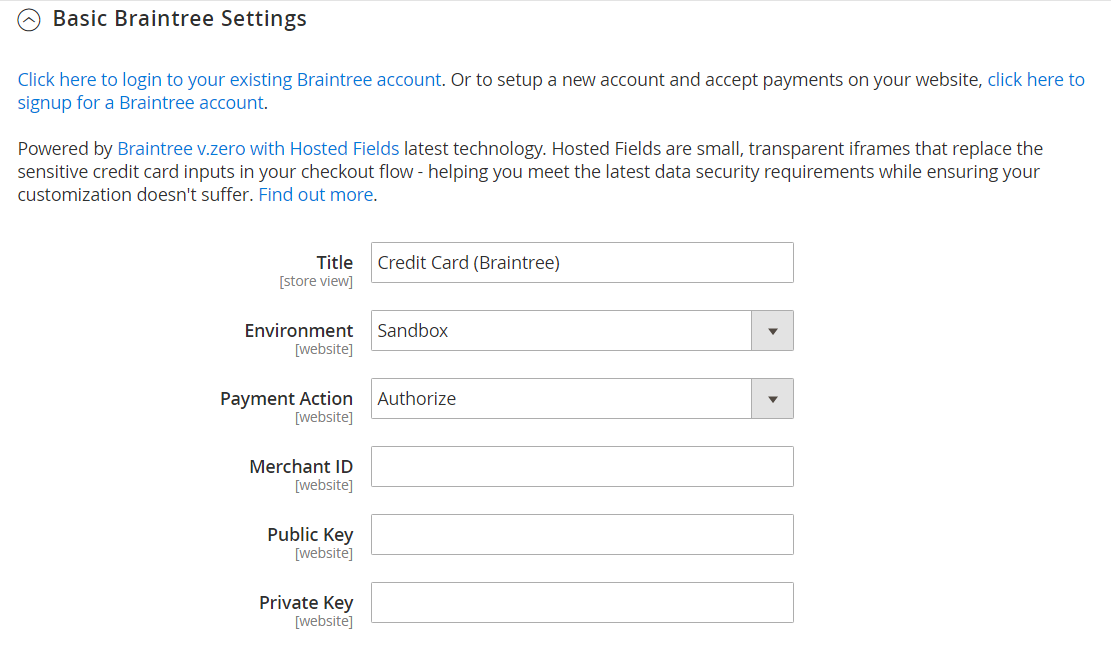 Basic Braintree Settings
Click here to login to your existing Braintree account. Or to setup a new account and accept payments on your website, click here to
signup for a Braintree account.
Powered by Braintree v.zero with Hosted Fields latest technology. Hosted Fields are small, transparent iframes that replace the
sensitive credit card inputs in your checkout flow - helping you meet the latest data security requirements while ensuring your
customization doesn't suffer. Find out more.
Title Credit Card (Braintree)
[store view]
Environment Sandbox
[website]
Payment Action Authorize
[website]
Merchant ID
[website]
Public Key
[website]
Private Key
[website]